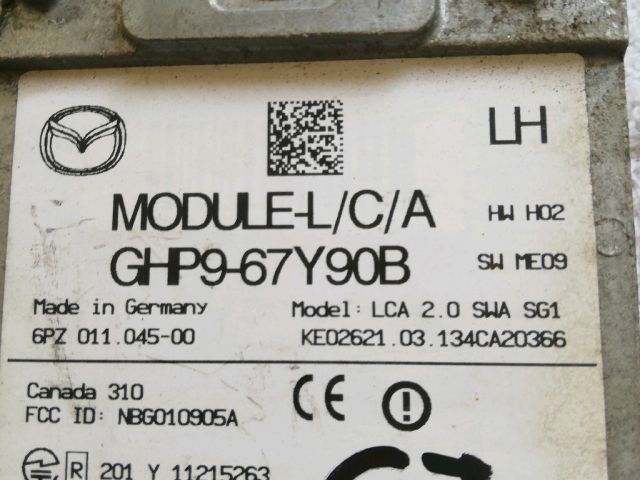 LH
MODULE-L/C/A HW H02
GHP9-67Y90B SW ME09
Made in Germany Model: LCA 2.0 SWA SG1
6PZ 011.045-00 KE02621.03.134CA20366
Canada 310 CE
FCC ID: NBG010905A
R 201 Y 11215263